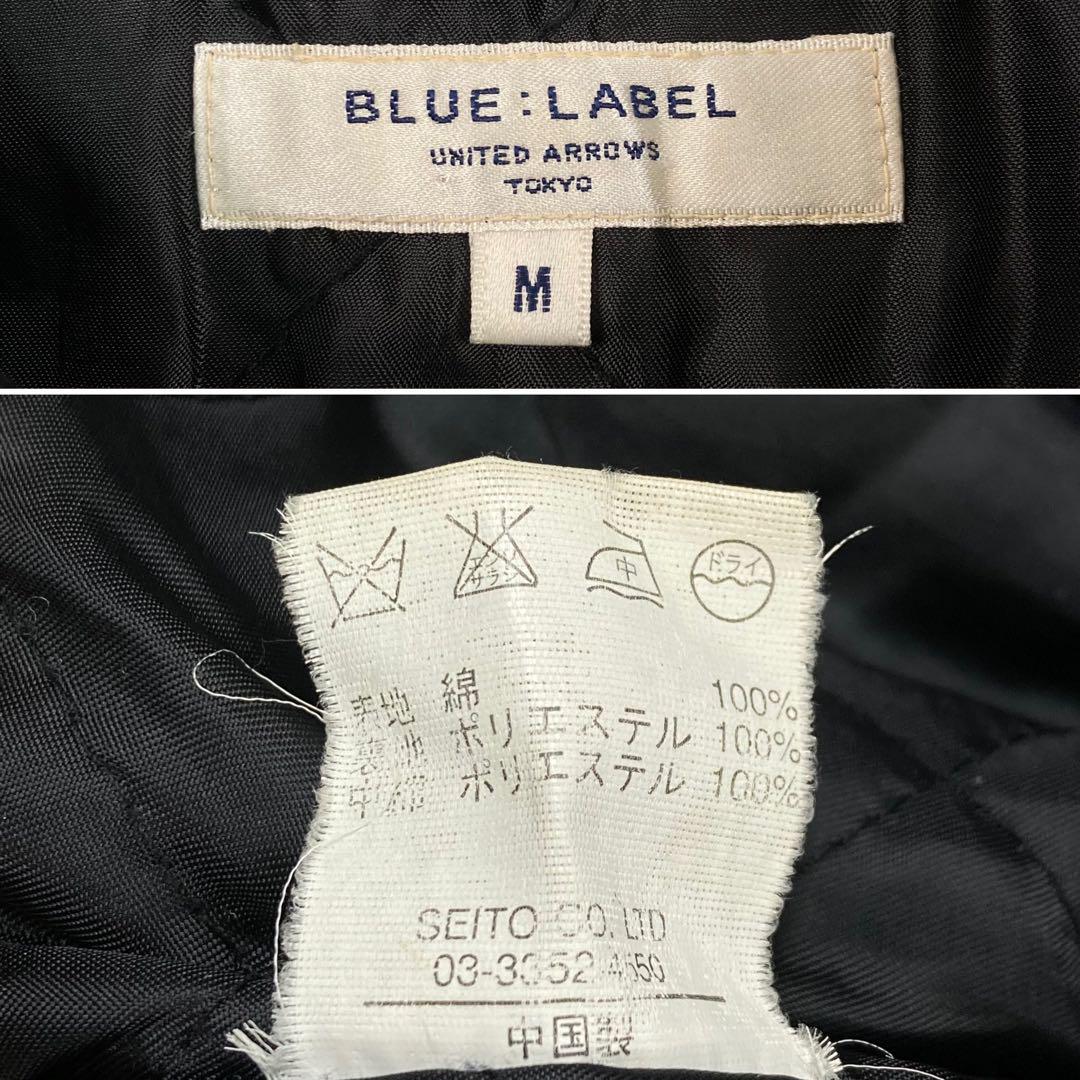 BLUE:LABEL
UNITED ARROWS
TOKYO
M
中 ドライ
表地 綿 100%
裏地 ポリエステル 100%
中綿 ポリエステル 100%
SEITO CO. LTD
中国製